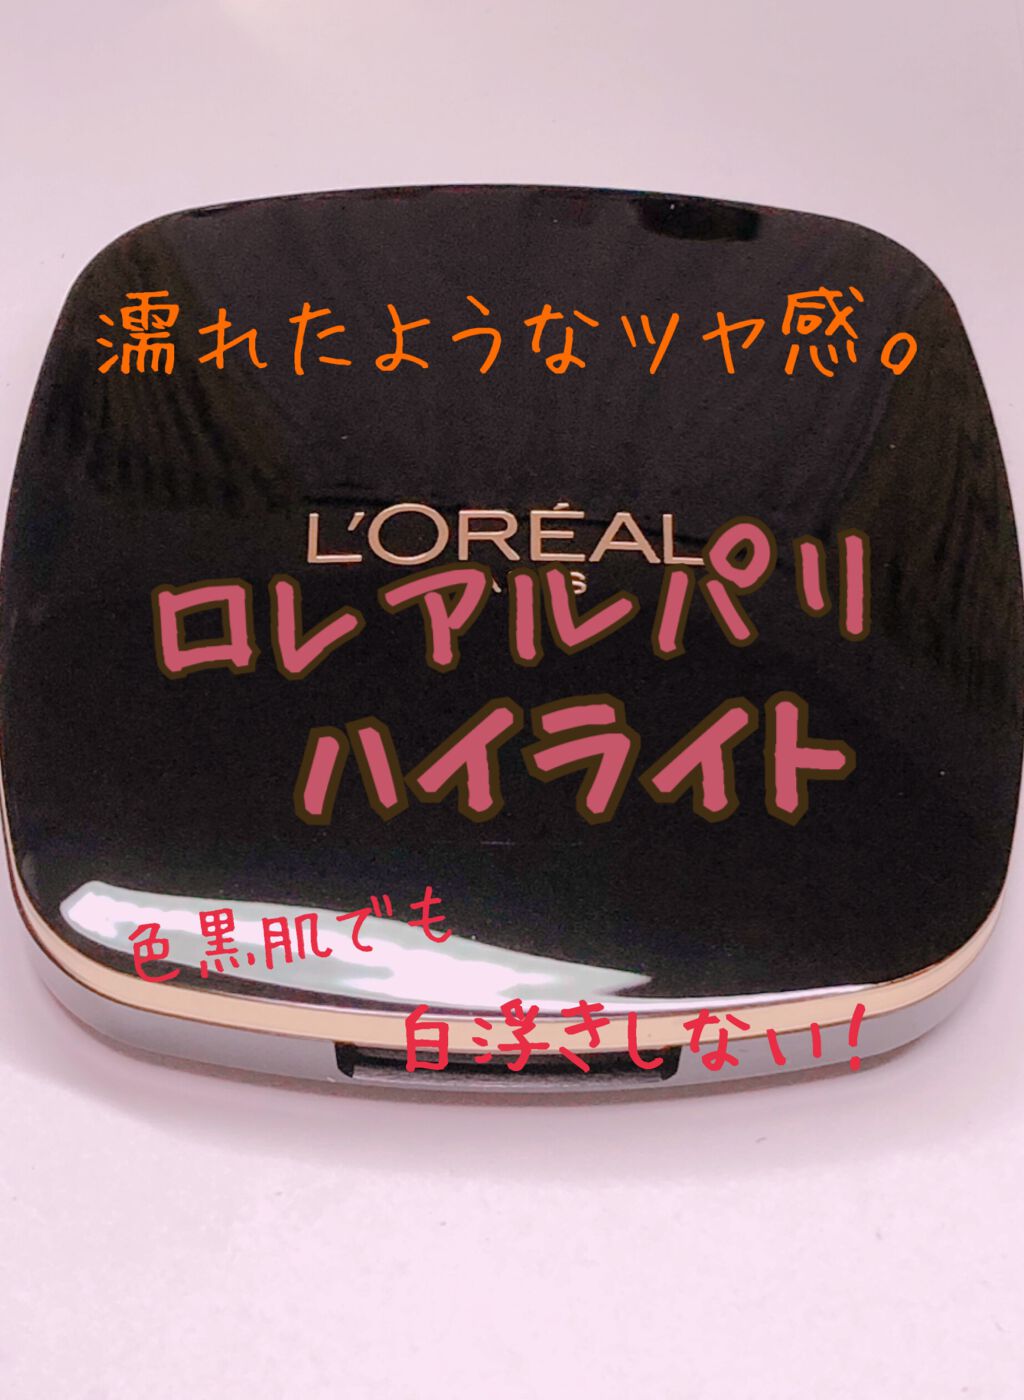 濡れたようなツヤ感。
L'ORÉAL
ロレアルパリ
ハイライト
色黒肌でも
白浮きしない!